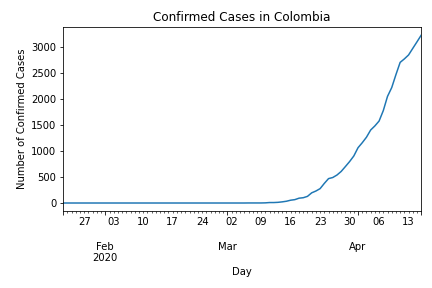 Confirmed Cases in Colombia
Number of Confirmed Cases
3000
2500
2000
1500
1000
500
0
27 03 10 17 24 02 09 16 23 30 06 13
Feb Mar Apr
2020
Day